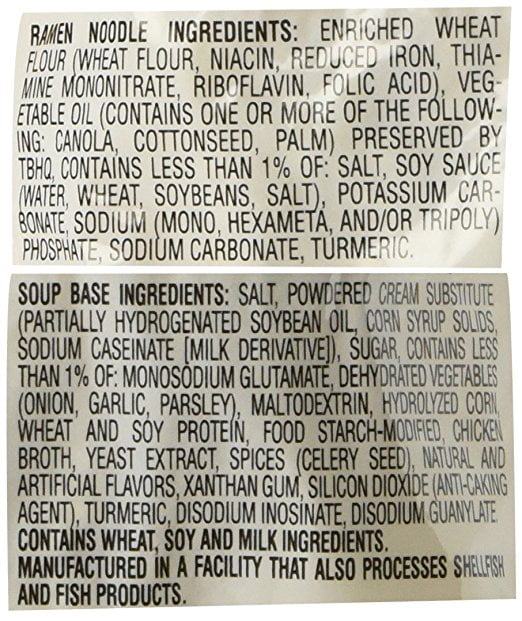 RAMEN NOODLE INGREDIENTS: ENRICHED WHEAT
FLOUR (WHEAT FLOUR, NIACIN, REDUCED IRON, THIA-
MINE MONONITRATE, RIBOFLAVIN, FOLIC ACID), VEG-
ETABLE OIL (CONTAINS ONE OR MORE OF THE FOLLOW-
ING: CANOLA, COTTONSEED, PALM) PRESERVED BY
TBHQ, CONTAINS LESS THAN 1% OF: SALT, SOY SAUCE
(WATER, WHEAT, SOYBEANS, SALT), POTASSIUM CAR-
BONATE, SODIUM (MONO, HEXAMETA, AND/OR TRIPOLY)
PHOSPHATE, SODIUM CARBONATE, TURMERIC.
SOUP BASE INGREDIENTS: SALT, POWDERED CREAM SUBSTITUTE
(PARTIALLY HYDROGENATED SOYBEAN OIL, CORN SYRUP SOLIDS,
SODIUM CASEINATE [MILK DERIVATIVE]), SUGAR, CONTAINS LESS
THAN 1% OF: MONOSODIUM GLUTAMATE, DEHYDRATED VEGETABLES
(ONION, GARLIC, PARSLEY), MALTODEXTRIN, HYDROLYZED CORN,
WHEAT AND SOY PROTEIN, FOOD STARCH-MODIFIED, CHICKEN
BROTH, YEAST EXTRACT, SPICES (CELERY SEED), NATURAL AND
ARTIFICIAL FLAVORS, XANTHAN GUM, SILICON DIOXIDE (ANTI-CAKING
AGENT), TURMERIC, DISODIUM INOSINATE, DISODIUM GUANYLATE.
CONTAINS WHEAT, SOY AND MILK INGREDIENTS.
MANUFACTURED IN A FACILITY THAT ALSO PROCESSES SHELLFISH
AND FISH PRODUCTS.